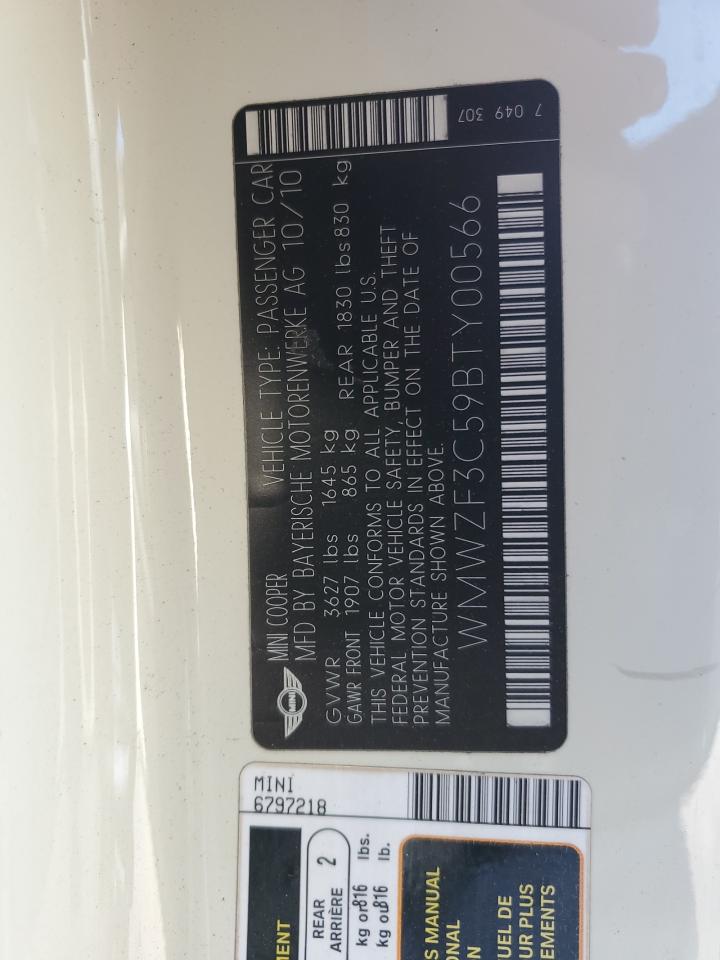 MINI COOPER VEHICLE TYPE: PASSENGER CAR
MFD BY BAYERISCHE MOTORENWERKE AG 10/10
GVWR 3627 lbs 1645 kg
GAWR FRONT 1907 lbs 865 kg REAR 1830 lbs 830 kg
THIS VEHICLE CONFORMS TO ALL APPLICABLE U.S.
FEDERAL MOTOR VEHICLE SAFETY, BUMPER AND THEFT
PREVENTION STANDARDS IN EFFECT ON THE DATE OF
MANUFACTURE SHOWN ABOVE.
WMWZF3C59BTY00566
7 049 307
MINI
MINI
6797218
MENT
REAR
ARRIÈRE 2
kg or 816 lbs.
kg ou 816 lb.
S MANUAL
ONAL
N
UEL DE
UR PLUS
EMENTS